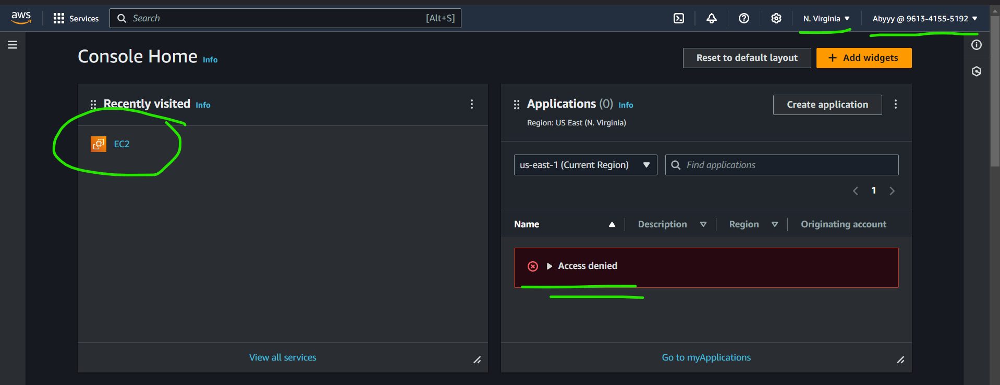 aws Services Search [Alt+S] N. Virginia Abyyy @ 9613-4155-5192
Console Home Info
Reset to default layout
+ Add widgets
Recently visited Info
EC2
View all services
Applications (0) Info
Create application
Region: US East (N. Virginia)
us-east-1 (Current Region)
Find applications
1
Name Description Region Originating account
Access denied
Go to myApplications